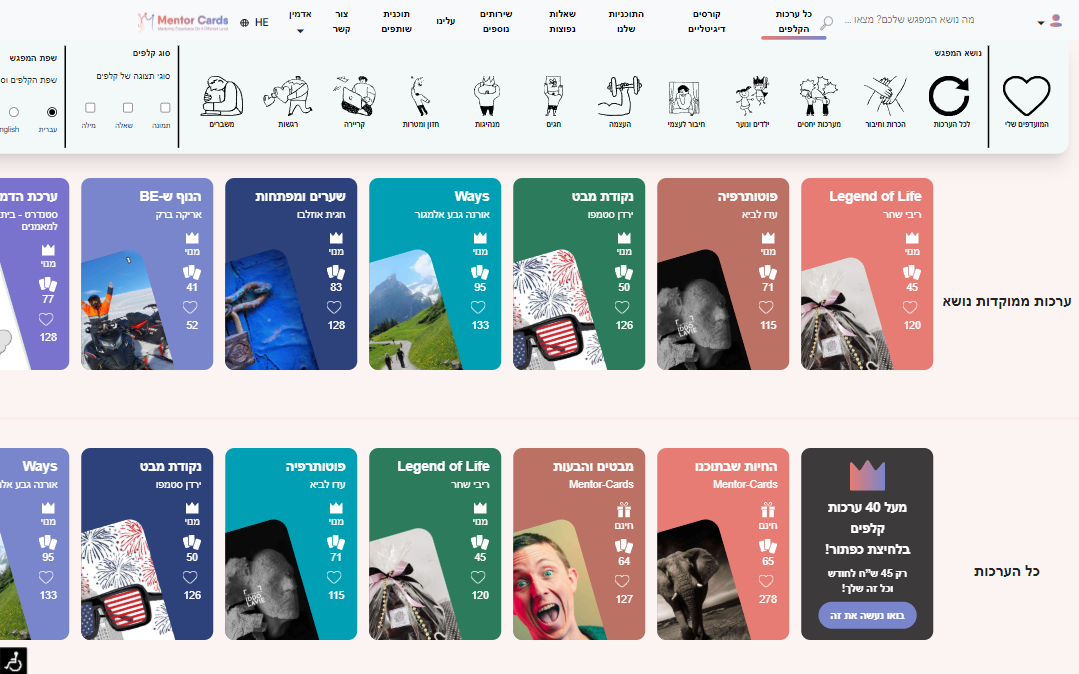 מה נושא המפגש שלכם? מצאו ...
כל ערכות
הקלפים
קורסים
דיגיטליים
התוכניות
שלנו
שאלות
נפוצות
שירותים
נוספים
עלינו
תוכנית
שותפים
צור
קשר
אדמין
HE
Mentor Cards
המועדפים שלי
נושא המפגש
לכל הערכות
הכרות וחיבור
מערכות יחסים
ילדים ונוער
חיבור לעצמי
העצמה
חגים
מנהיגות
חזון ומטרות
קריירה
רגשות
משברים
סוג קלפים
סוגי תצוגה של קלפים
תמונה
שאלה
מילה
שפת המפגש
שפת הקלפים וס
עברית
nglish
ערכות ממוקדות נושא
Legend of Life
ריבי שחר
מנוי
45
120
פוטותרפיה
עדו לביא
מנוי
71
115
נקודת מבט
ירדן סטמפו
מנוי
50
126
Ways
אורנה גבע אלמגור
מנוי
95
133
שערים ומפתחות
חגית אוזלבו
מנוי
83
128
הנוף ש-BE
אריקה ברק
מנוי
41
52
ערכת הדמ
סטנדרט - בית
למאמנים
מנוי
77
128
כל הערכות
מעל 40 ערכות
קלפים
בלחיצת כפתור!
רק 45 ש"ח לחודש
וכל זה שלך!
בואו נעשה את זה
החיות שבתוכנו
Mentor-Cards
חינם
65
278
מבטים והבעות
Mentor-Cards
חינם
64
127
Legend of Life
ריבי שחר
מנוי
45
120
פוטותרפיה
עדו לביא
מנוי
71
115
נקודת מבט
ירדן סטמפו
מנוי
50
126
Ways
אורנה גבע אלמ
מנוי
95
133